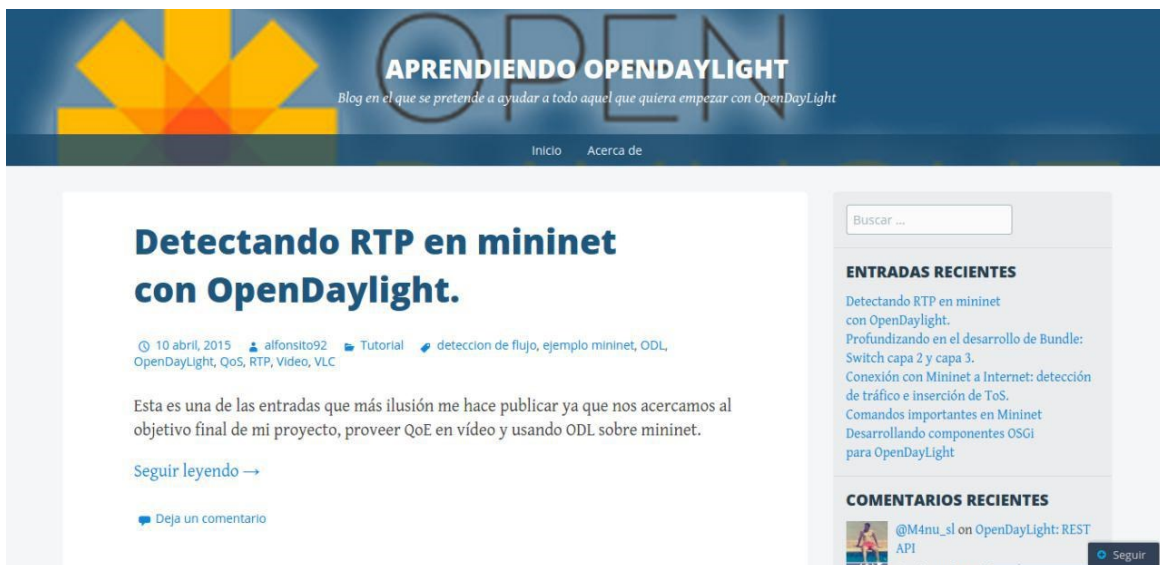 OPEN
APRENDIENDO OPENDAYLIGHT
Blog en el que se pretende a ayudar a todo aquel que quiera empezar con OpenDayLight
Inicio Acerca de
Detectando RTP en mininet
con OpenDaylight.
10 abril, 2015 alfonsito92 Tutorial deteccion de flujo, ejemplo mininet, ODL,
OpenDayLight, QoS, RTP, Video, VLC
Esta es una de las entradas que más ilusión me hace publicar ya que nos acercamos al
objetivo final de mi proyecto, proveer QoE en vídeo y usando ODL sobre mininet.
Seguir leyendo →
Deja un comentario
Buscar ...
ENTRADAS RECIENTES
Detectando RTP en mininet
con OpenDaylight.
Profundizando en el desarrollo de Bundle:
Switch capa 2 y capa 3.
Conexión con Mininet a Internet: detección
de tráfico e inserción de ToS.
Comandos importantes en Mininet
Desarrollando componentes OSGi
para OpenDayLight
COMENTARIOS RECIENTES
@M4nu_sl on OpenDayLight: REST
API
Seguir